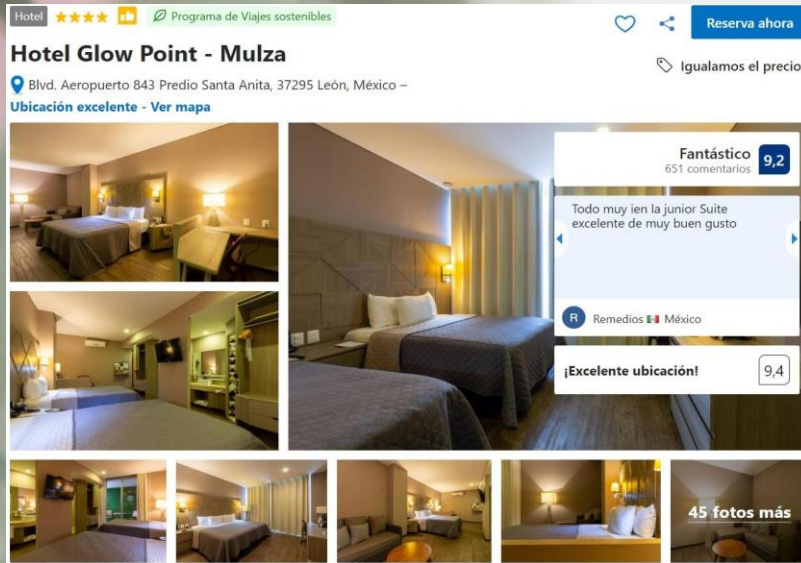 Hotel Programa de Viajes sostenibles
Reserva ahora
Hotel Glow Point - Mulza
Igualamos el precio
Blvd. Aeropuerto 843 Predio Santa Anita, 37295 León, México –
Ubicación excelente - Ver mapa
Fantástico
651 comentarios
9,2
Todo muy ien la junior Suite
excelente de muy buen gusto
R Remedios México
¡Excelente ubicación! 9,4
45 fotos más